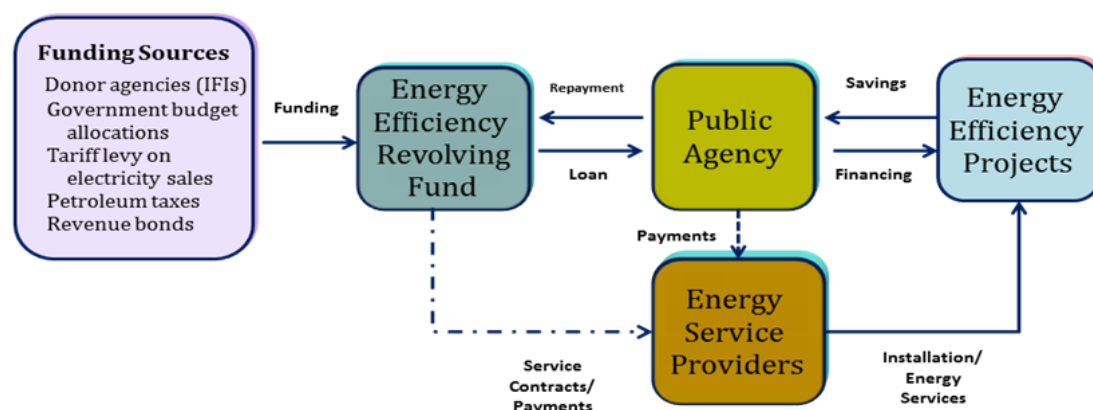 Funding Sources
Donor agencies (IFIs)
Government budget
allocations
Tariff levy on
electricity sales
Petroleum taxes
Revenue bonds
Funding
Energy
Efficiency
Revolving
Fund
Repayment
Loan
Public
Agency
Savings
Financing
Energy
Efficiency
Projects
Payments
Energy
Service
Providers
Service
Contracts/
Payments
Installation/
Energy
Services